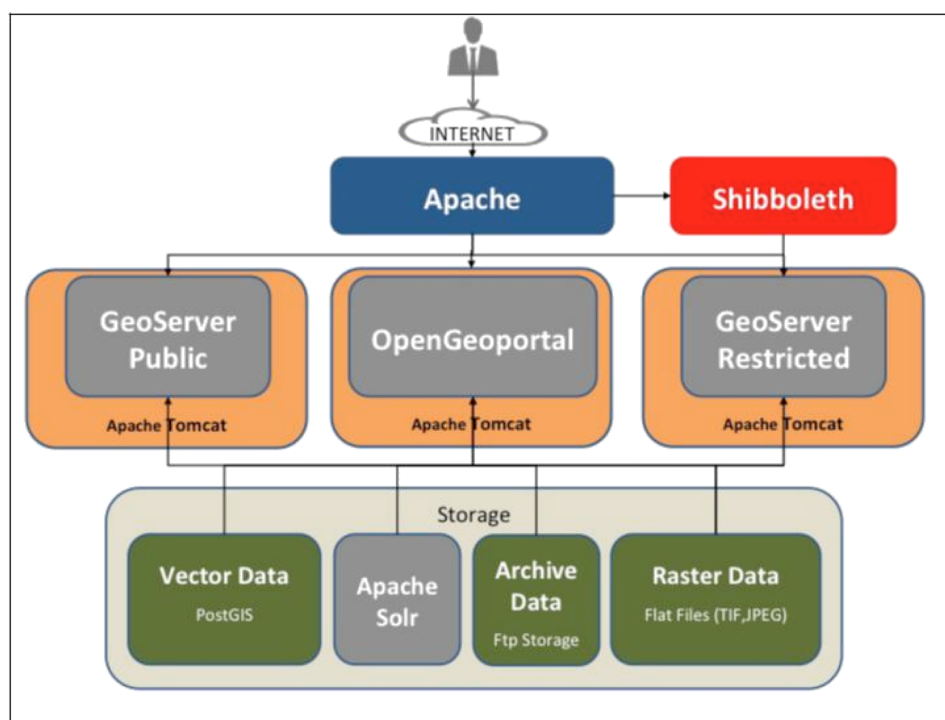 INTERNET
Apache
Shibboleth
GeoServer
Public
OpenGeoportal
GeoServer
Restricted
Apache Tomcat
Apache Tomcat
Apache Tomcat
Storage
Vector Data
PostGIS
Apache
Solr
Archive
Data
Ftp Storage
Raster Data
Flat Files (TIF,JPEG)